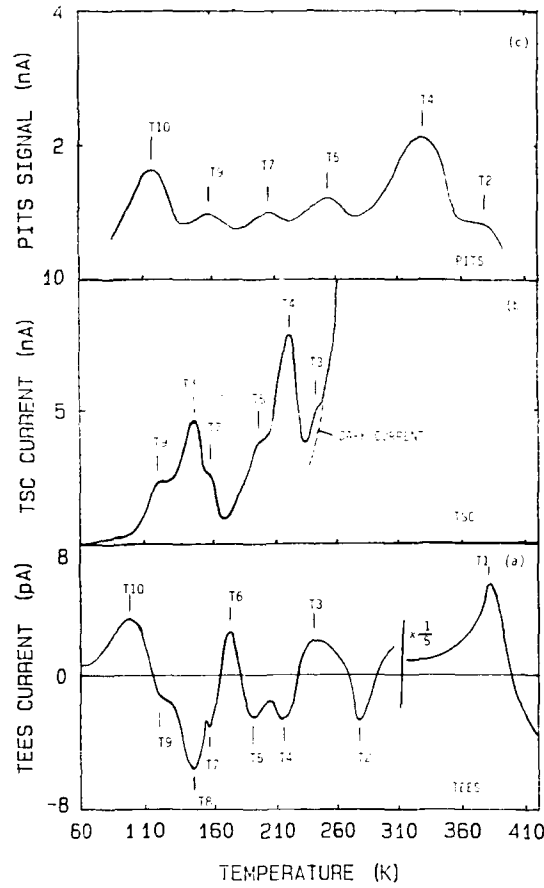 4
(c)
T4
T10
2
T9
T7
T5
T2
PITS SIGNAL (nA)
PITS
10
T4
T3
T5
5
T9
T7
DARK CURRENT
TSC CURRENT (nA)
TSC
8
T1
(a)
T10
T6
T3
× 1/5
0
T9
T7
T5
T4
T2
T8
TEES CURRENT (pA)
TEES
-8
60
110
160
210
260
310
360
410
TEMPERATURE (K)